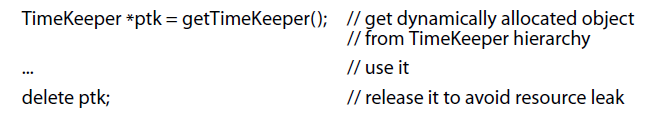 TimeKeeper *ptk = getTimeKeeper(); // get dynamically allocated object
// from TimeKeeper hierarchy
... // use it
delete ptk; // release it to avoid resource leak